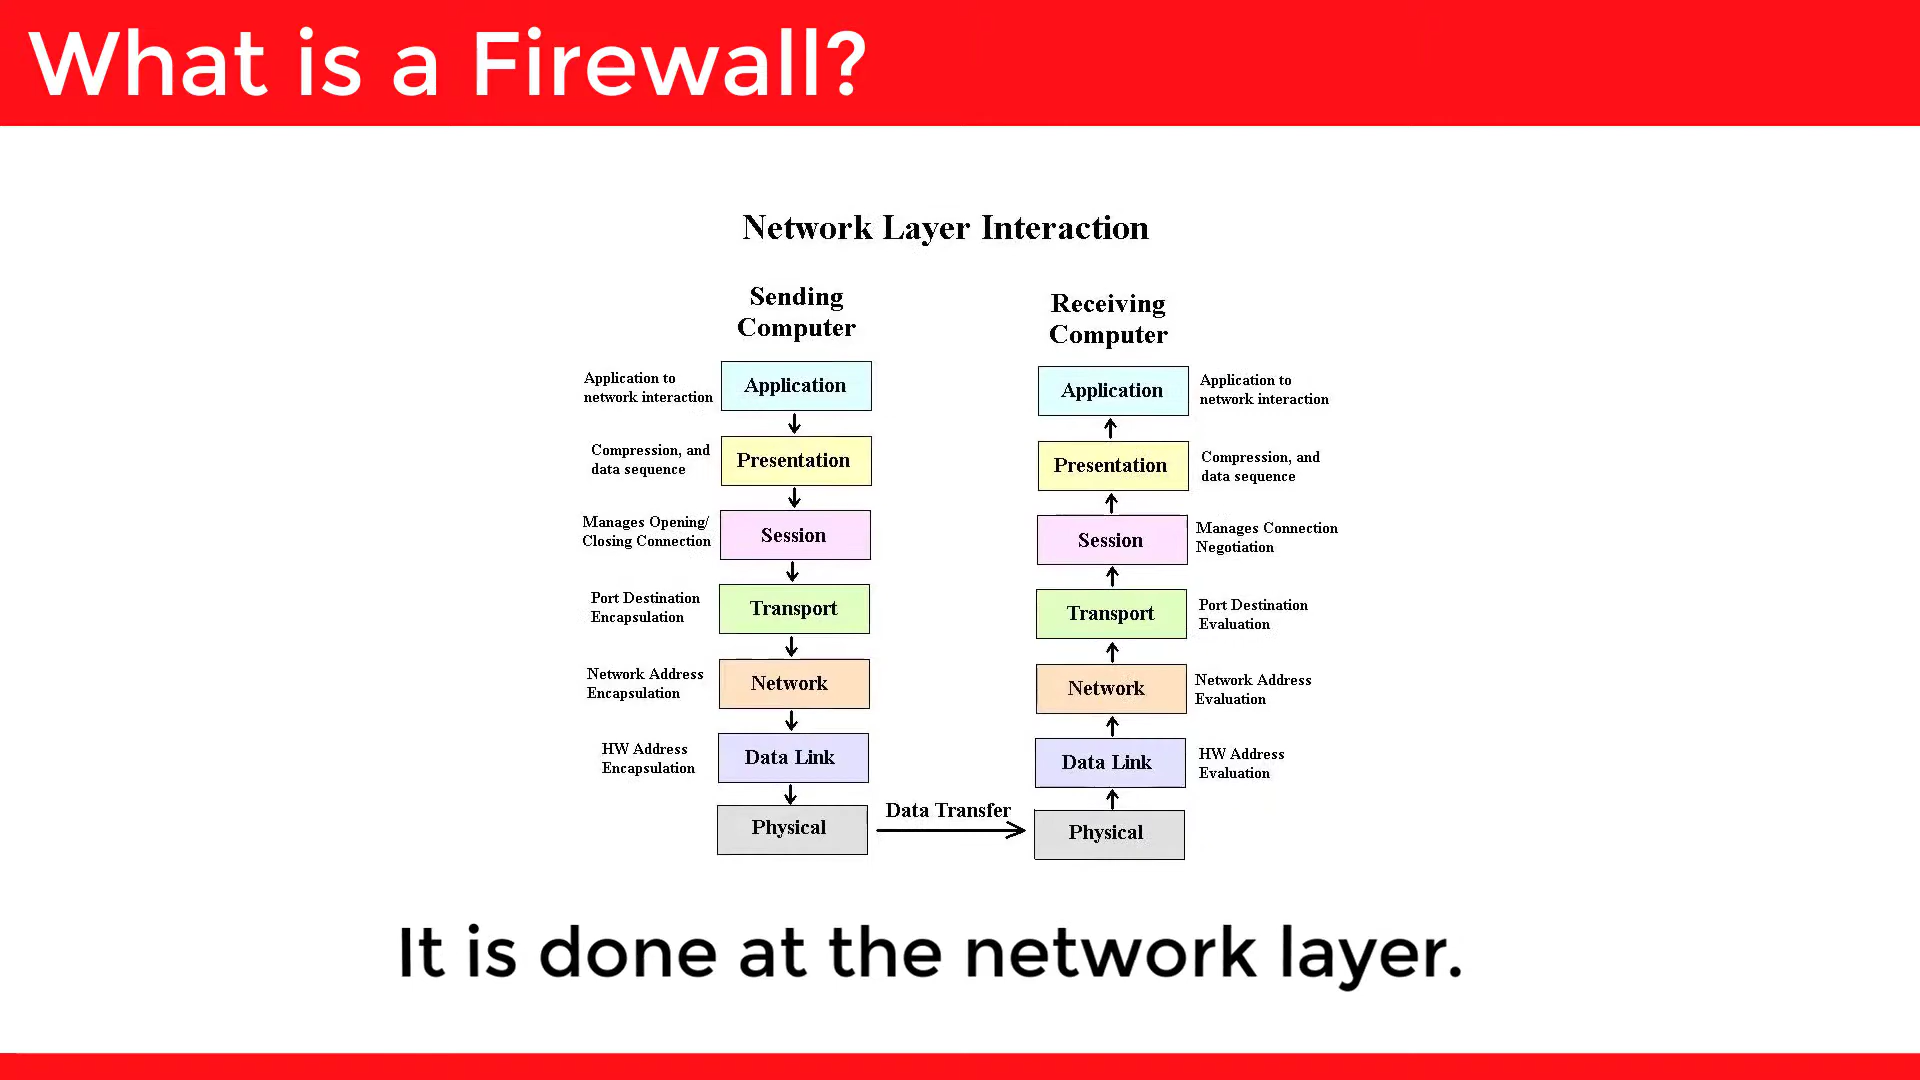 What is a Firewall?
Network Layer Interaction
Sending
Computer
Application to
network interaction
Application
Compression, and
data sequence
Presentation
Manages Opening/
Closing Connection
Session
Port Destination
Encapsulation
Transport
Network Address
Encapsulation
Network
HW Address
Encapsulation
Data Link
Physical
Data Transfer
Receiving
Computer
Application
Application to
network interaction
Presentation
Compression, and
data sequence
Session
Manages Connection
Negotiation
Transport
Port Destination
Evaluation
Network
Network Address
Evaluation
Data Link
HW Address
Evaluation
Physical
It is done at the network layer.